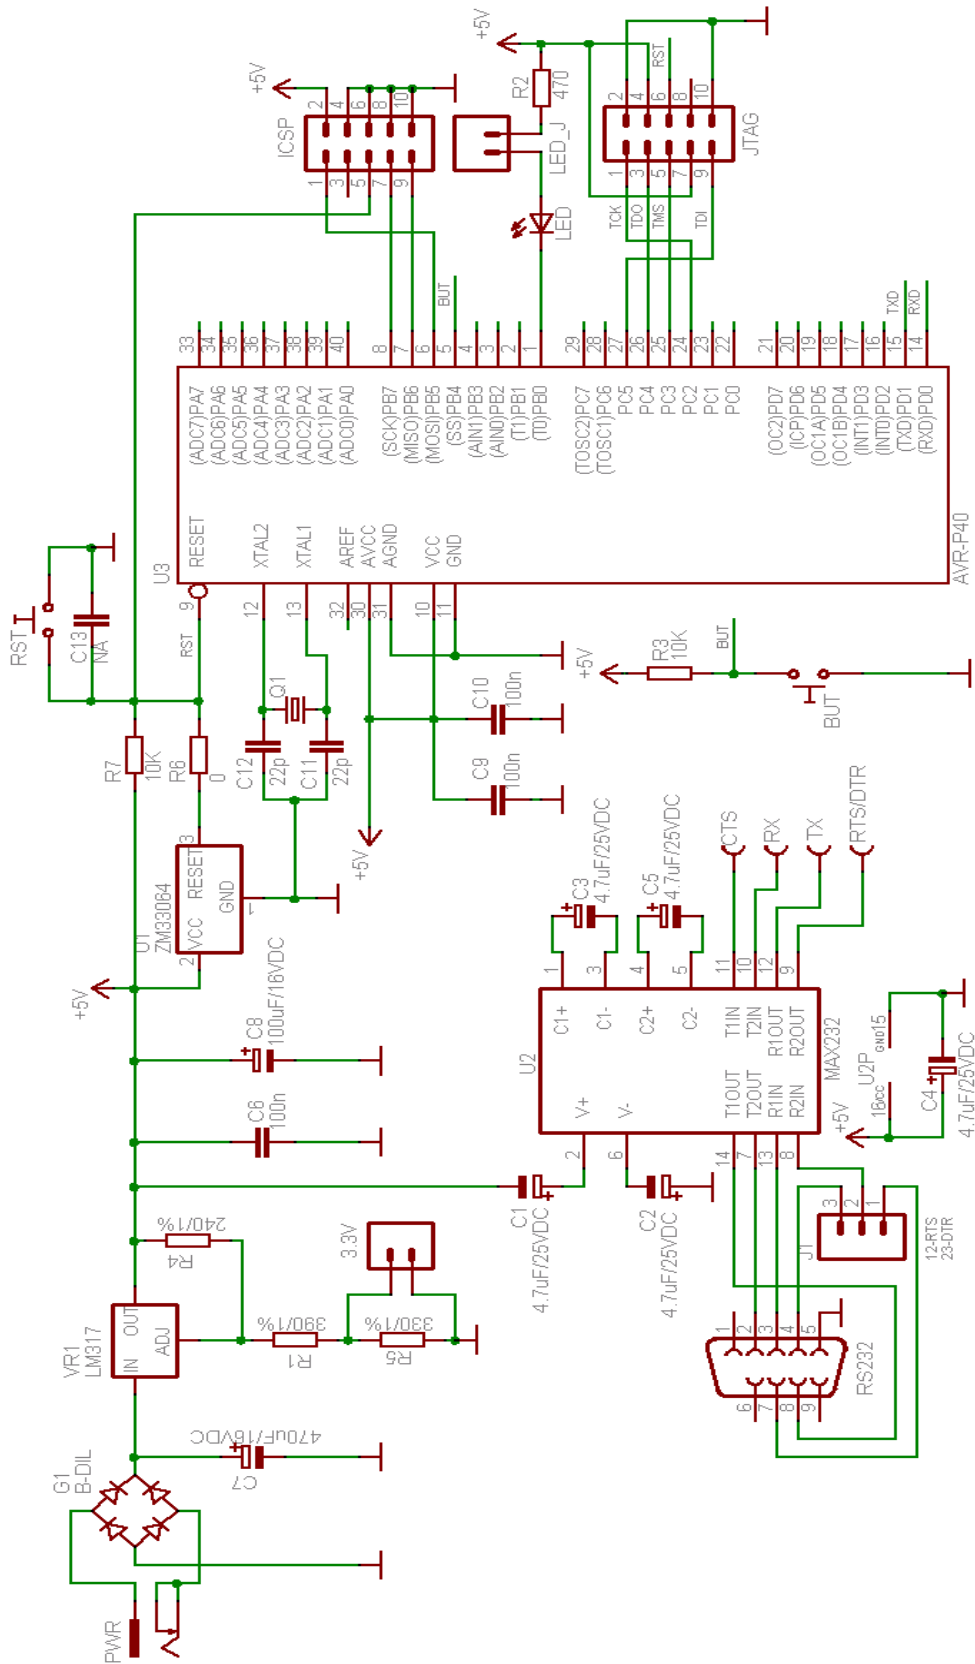 PWR
G1
B-DIL
VR1
LM317
IN
OUT
ADJ
C7
470uF/16VDC
R4
240/1%
R1
390/1%
R5
330/1%
3.3V
C6
100n
C8
100uF/16VDC
+5V
U1
ZM33064
VCC
RESET
GND
2
3
1
R7
10K
R6
0
RST
C13
NA
RST
C12
22p
C11
22p
Q1
+5V
C9
100n
C10
100n
U3
RESET
XTAL2
XTAL1
AREF
AVCC
AGND
VCC
GND
9
12
13
32
30
31
10
11
(ADC7)PA7 33
(ADC6)PA6 34
(ADC5)PA5 35
(ADC4)PA4 36
(ADC3)PA3 37
(ADC2)PA2 38
(ADC1)PA1 39
(ADC0)PA0 40
(SCK)PB7 8
(MISO)PB6 7
(MOSI)PB5 6
(SS)PB4 5
(AIN1)PB3 4
(AIN0)PB2 3
(T1)PB1 2
(T0)PB0 1
(TOSC2)PC7 29
(TOSC1)PC6 28
PC5 27
PC4 26
PC3 25
PC2 24
PC1 23
PC0 22
(OC2)PD7 21
(ICP)PD6 20
(OC1A)PD5 19
(OC1B)PD4 18
(INT1)PD3 17
(INT0)PD2 16
(TXD)PD1 15
(RXD)PD0 14
AVR-P40
BUT
TXD
RXD
ICSP
+5V
1 2
3 4
5 6
7 8
9 10
LED
LED_J
R2
470
+5V
JTAG
TCK
TDO
TMS
TDI
RST
1 2
3 4
5 6
7 8
9 10
+5V
R3
10K
BUT
BUT
C1
4.7uF/25VDC
C2
4.7uF/25VDC
U2
MAX232
V+
V-
2
6
C1+
C1-
C2+
C2-
1
3
4
5
C3
4.7uF/25VDC
C5
4.7uF/25VDC
14 T1OUT T1IN 11
7 T2OUT T2IN 10
13 R1IN R1OUT 12
8 R2IN R2OUT 9
CTS
RX
TX
RTS/DTR
+5V
16
VCC
U2P
GND
15
C4
4.7uF/25VDC
J1
3
2
1
12-RTS
23-DTR
RS232
1
2
3
4
5
6
7
8
9